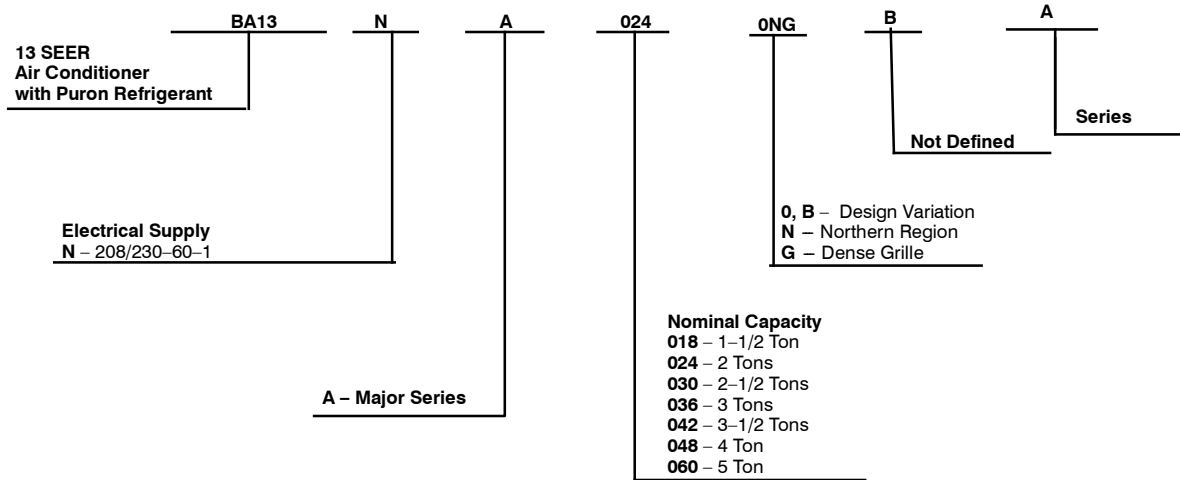 BA13 N A 024 0NG B A
13 SEER
Air Conditioner
with Puron Refrigerant
Series
Not Defined
0, B – Design Variation
N – Northern Region
G – Dense Grille
Electrical Supply
N – 208/230–60–1
Nominal Capacity
018 – 1–1/2 Ton
024 – 2 Tons
030 – 2–1/2 Tons
036 – 3 Tons
042 – 3–1/2 Tons
048 – 4 Ton
060 – 5 Ton
A – Major Series